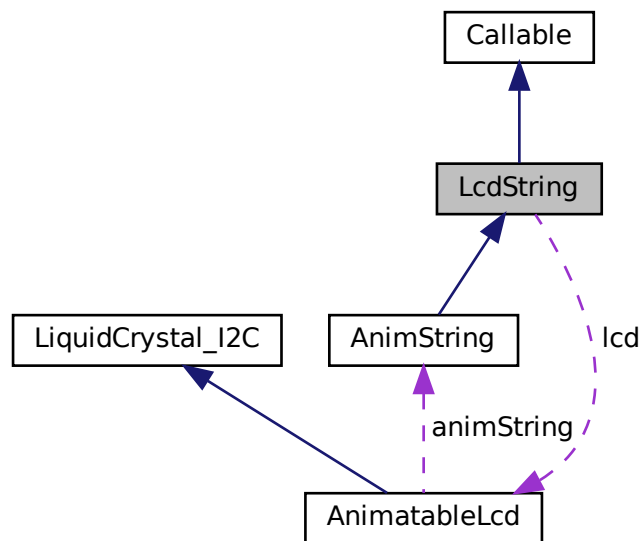 Callable
LcdString
LiquidCrystal_I2C
AnimString
lcd
animString
AnimatableLcd